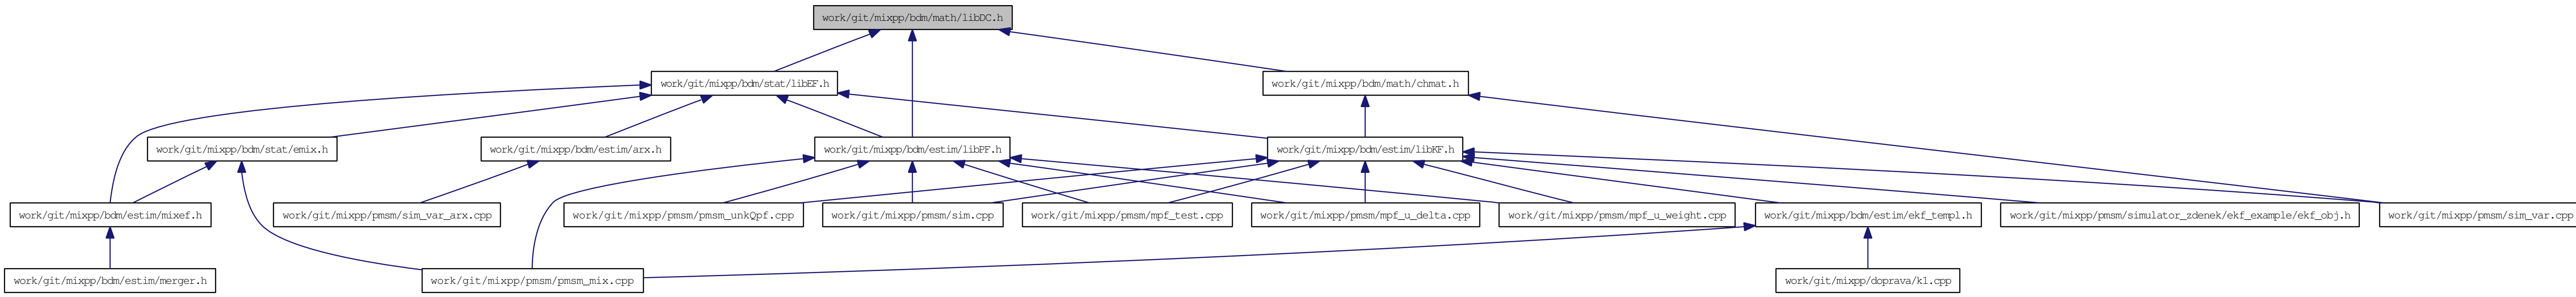 work/git/mixpp/bdm/math/libDC.h
work/git/mixpp/bdm/stat/libEF.h
work/git/mixpp/bdm/math/chmat.h
work/git/mixpp/bdm/stat/emix.h
work/git/mixpp/bdm/estim/arx.h
work/git/mixpp/bdm/estim/libPF.h
work/git/mixpp/bdm/estim/libKF.h
work/git/mixpp/bdm/estim/mixef.h
work/git/mixpp/pmsm/sim_var_arx.cpp
work/git/mixpp/pmsm/pmsm_unkQpf.cpp
work/git/mixpp/pmsm/sim.cpp
work/git/mixpp/pmsm/mpf_test.cpp
work/git/mixpp/pmsm/mpf_u_delta.cpp
work/git/mixpp/pmsm/mpf_u_weight.cpp
work/git/mixpp/bdm/estim/ekf_templ.h
work/git/mixpp/pmsm/simulator_zdenek/ekf_example/ekf_obj.h
work/git/mixpp/pmsm/sim_var.cpp
work/git/mixpp/bdm/estim/merger.h
work/git/mixpp/pmsm/pmsm_mix.cpp
work/git/mixpp/doprava/k1.cpp